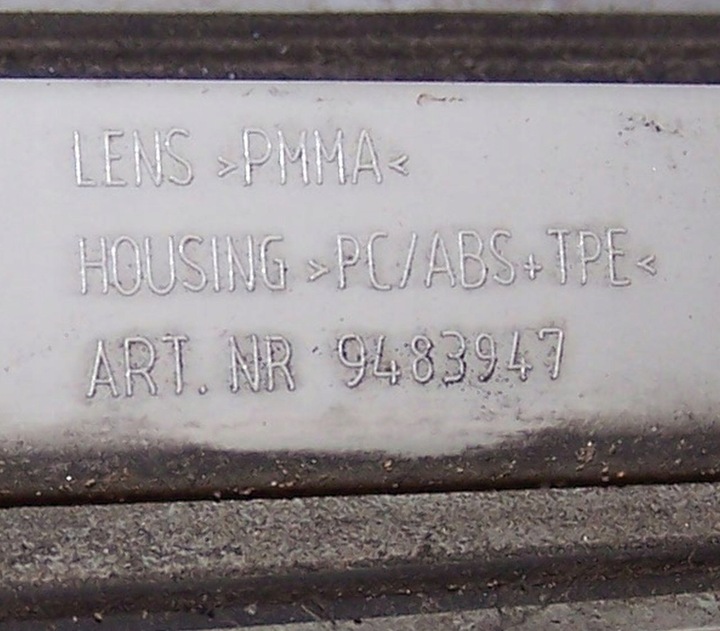 LENS >PMMA<
HOUSING >PC/ABS+TPE<
ART. NR 9483947